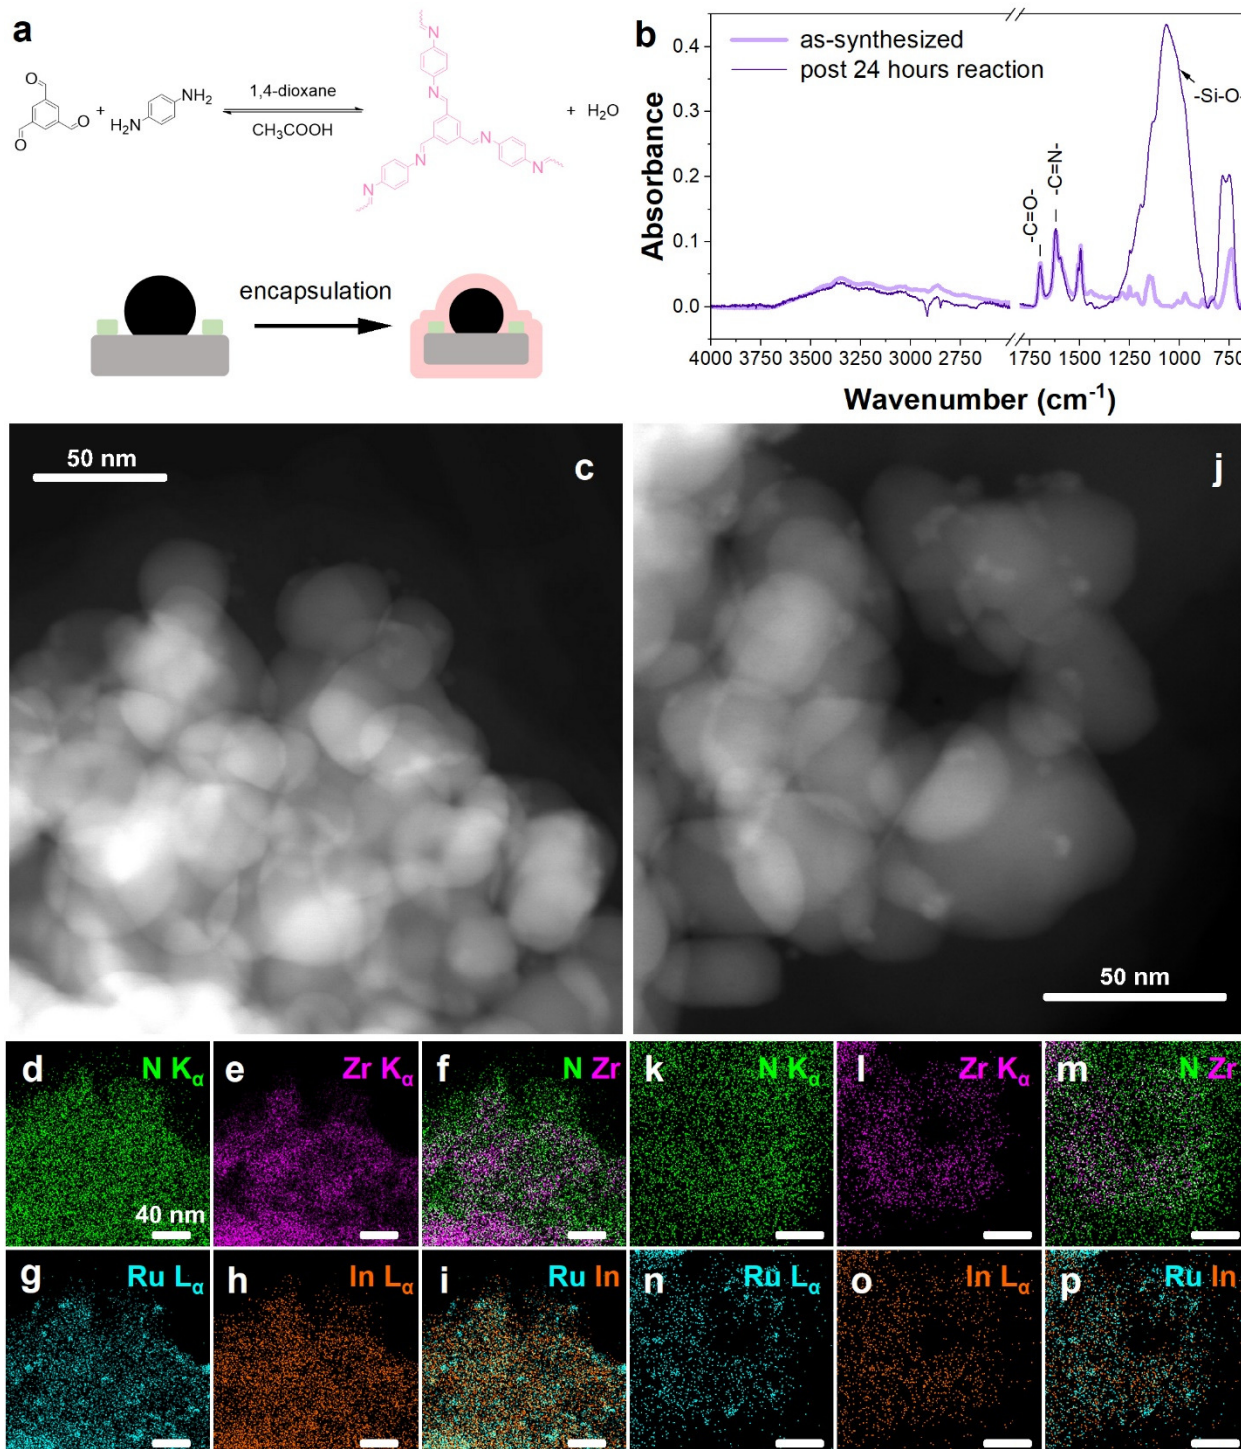 a
O
O
O
+
NH₂
H₂N
1,4-dioxane
CH₃COOH
N
N
N
N
N
N
+ H₂O
encapsulation
b
as-synthesized
post 24 hours reaction
-Si-O-
-C=O-
-C=N-
0.4
0.3
0.2
0.1
0.0
Absorbance
4000 3750 3500 3250 3000 2750 1750 1500 1250 1000 750
Wavenumber (cm⁻¹)
50 nm
c
j
50 nm
d N Kα
40 nm
e Zr Kα
f N Zr
k N Kα
l Zr Kα
m N Zr
g Ru Lα
h In Lα
i Ru In
n Ru Lα
o In Lα
p Ru In